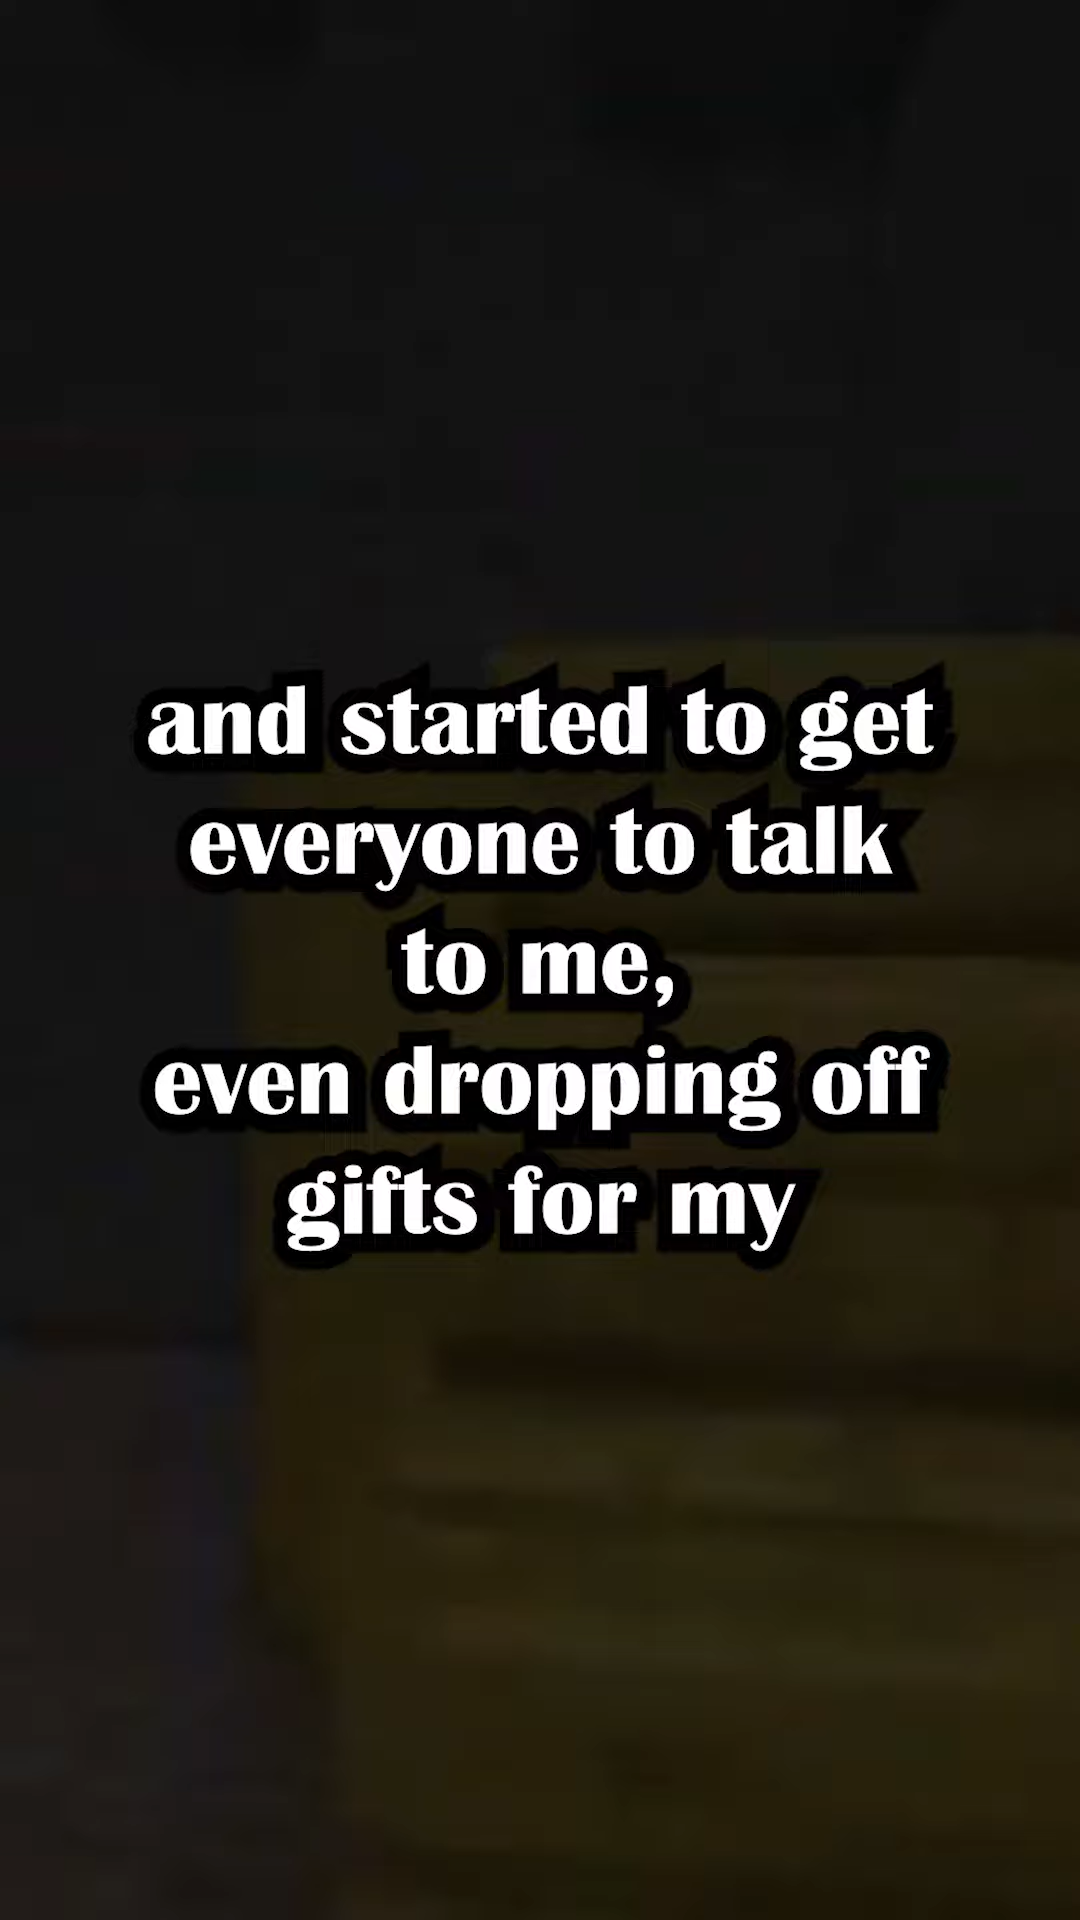 and started to get
everyone to talk
to me,
even dropping off
gifts for my